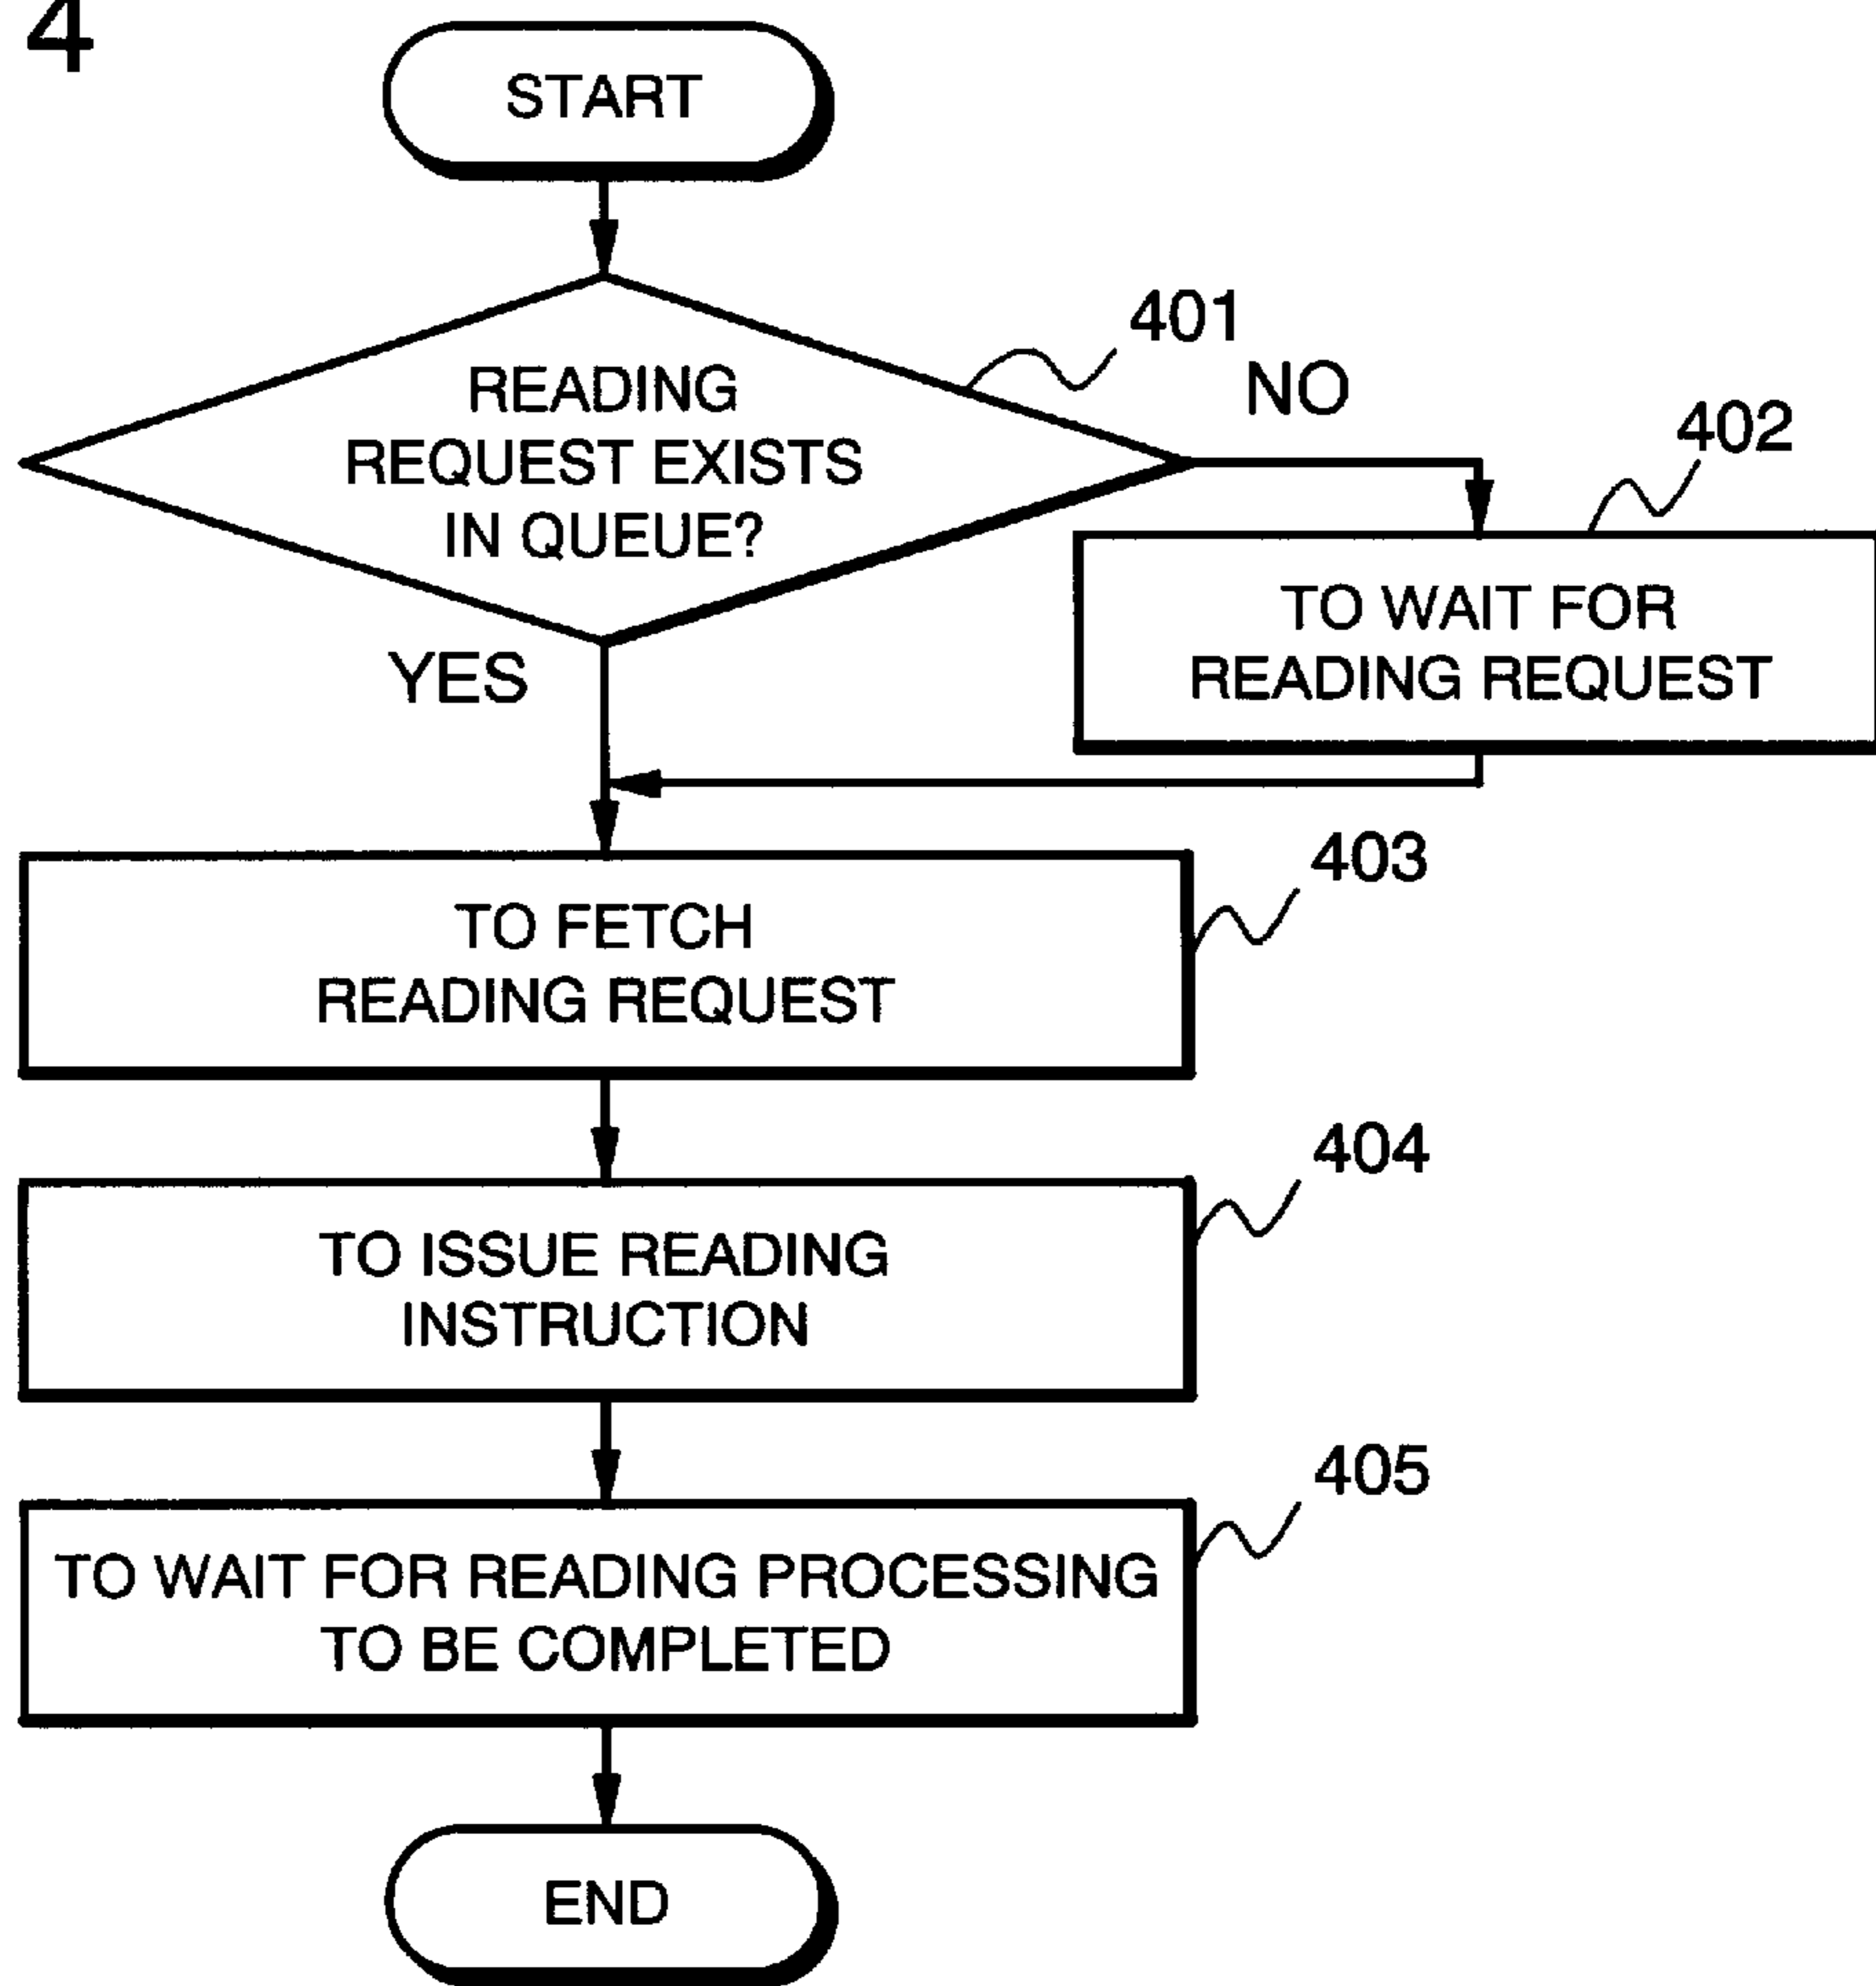 4
START
401
READING
REQUEST EXISTS
IN QUEUE?
NO
402
TO WAIT FOR
READING REQUEST
YES
403
TO FETCH
READING REQUEST
404
TO ISSUE READING
INSTRUCTION
405
TO WAIT FOR READING PROCESSING
TO BE COMPLETED
END